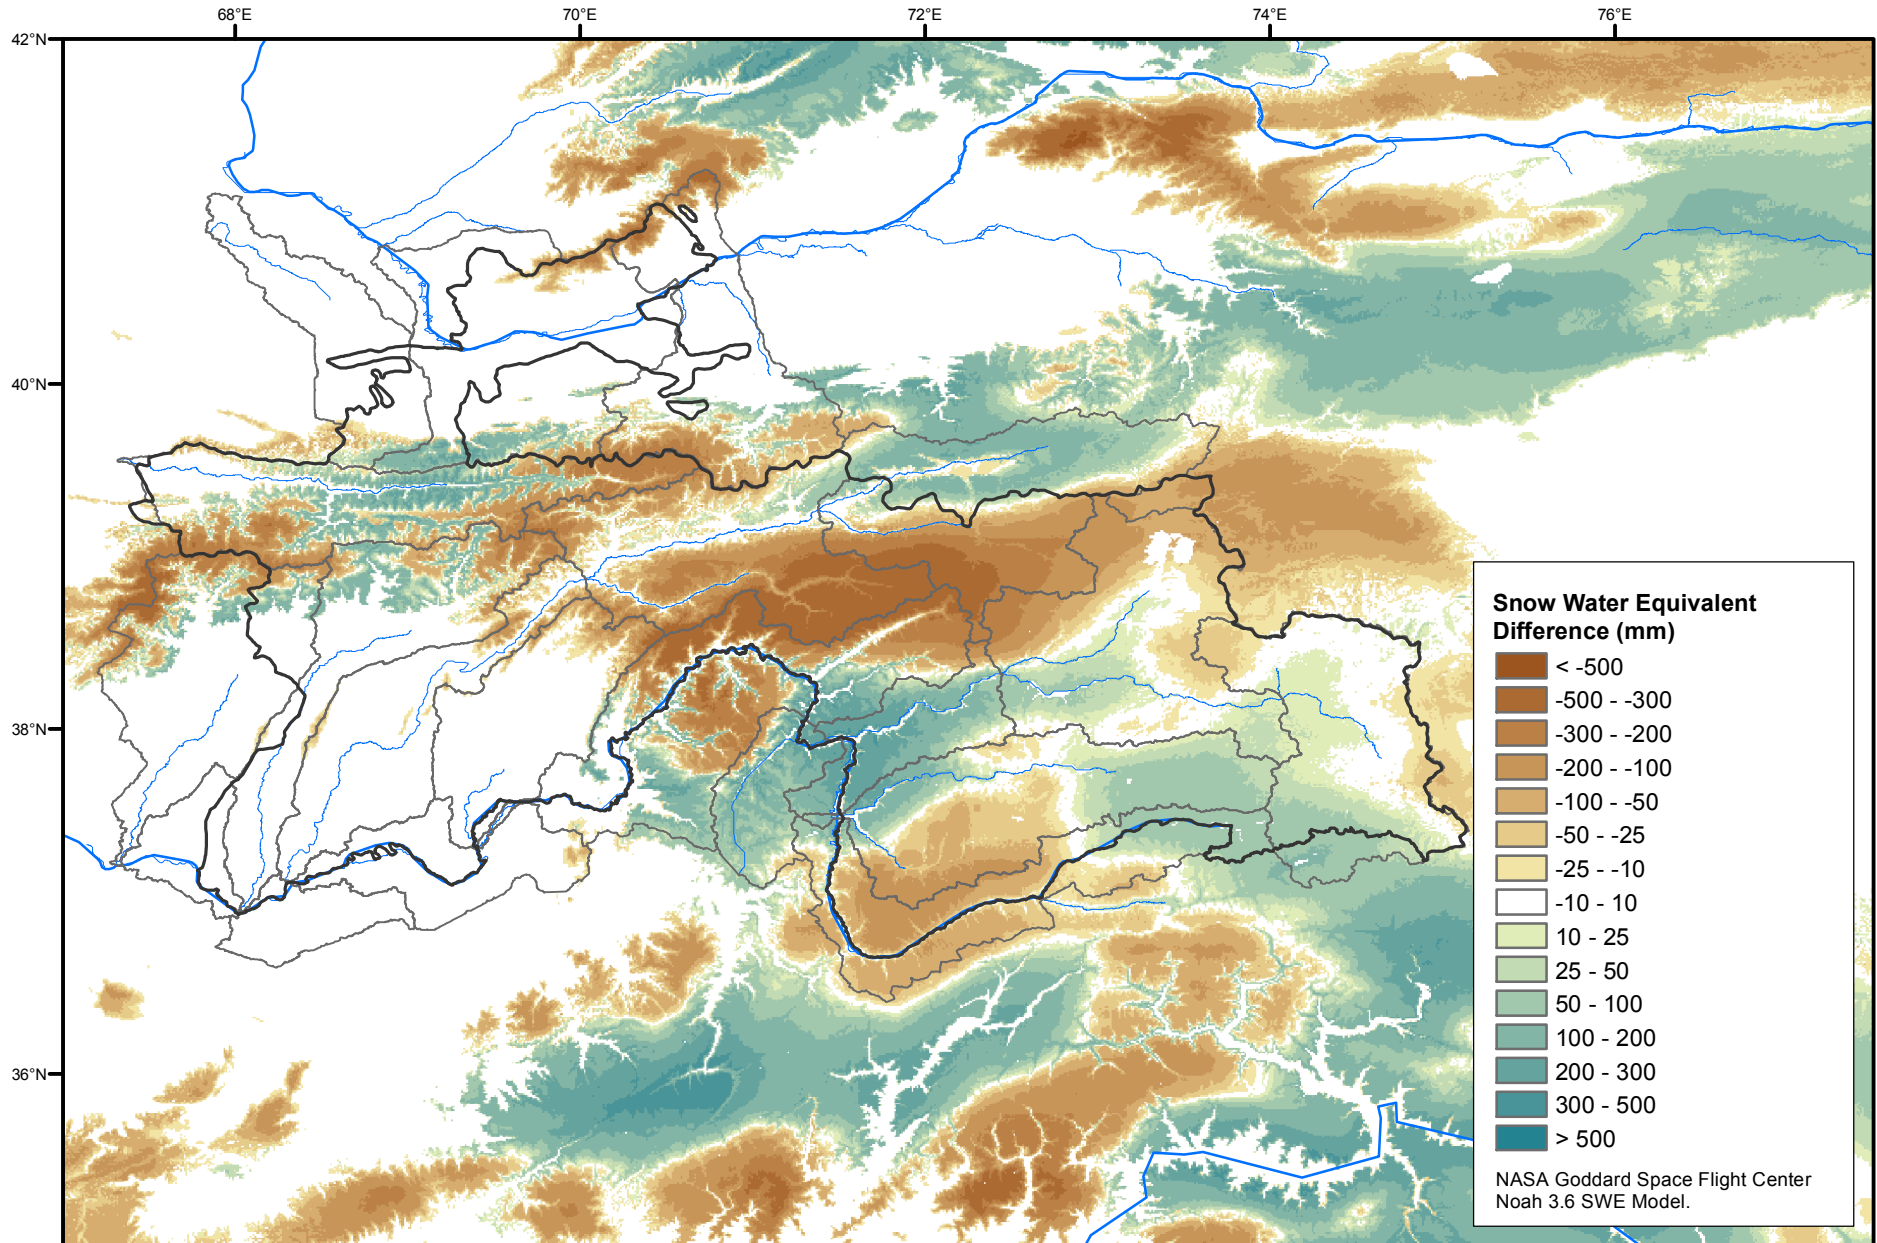 68°E 70°E 72°E 74°E 76°E
42°N
40°N
38°N
36°N
Snow Water Equivalent
Difference (mm)
< -500
-500 - -300
-300 - -200
-200 - -100
-100 - -50
-50 - -25
-25 - -10
-10 - 10
10 - 25
25 - 50
50 - 100
100 - 200
200 - 300
300 - 500
> 500
NASA Goddard Space Flight Center
Noah 3.6 SWE Model.